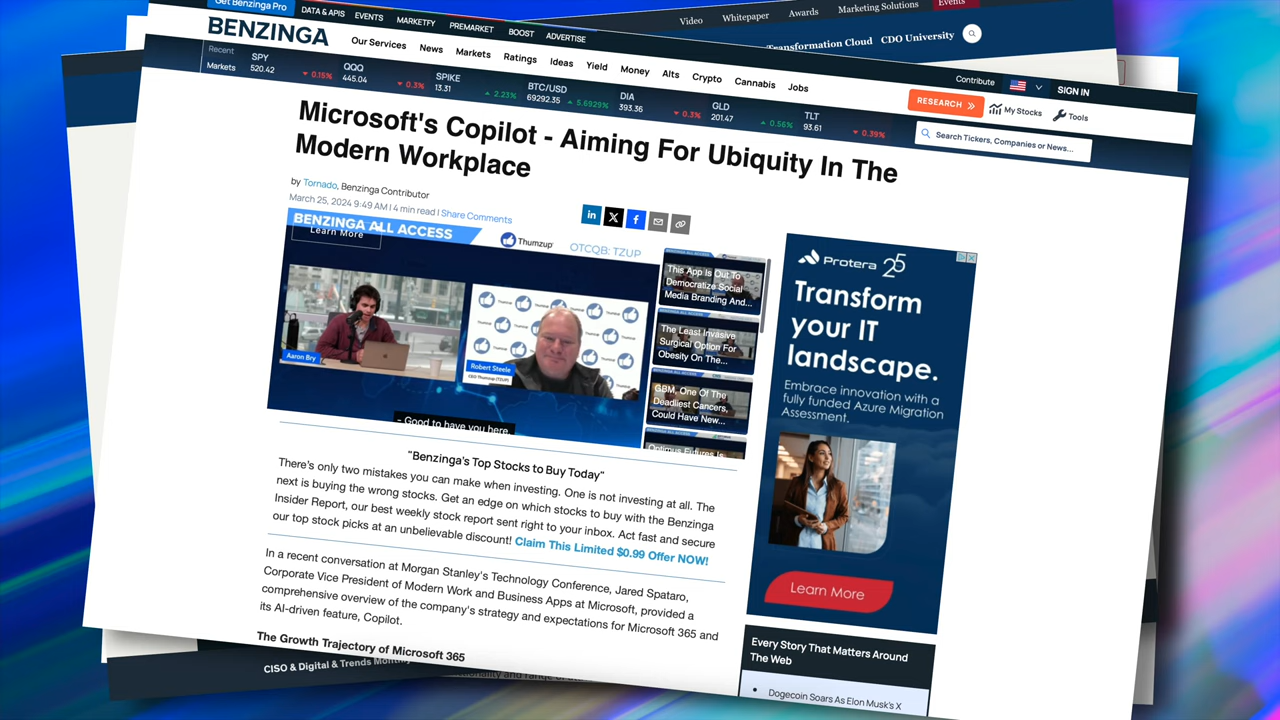 Get Benzinga Pro
DATA & APIS
EVENTS
MARKETFY
PREMARKET
BOOST
ADVERTISE
Video
Whitepaper
Awards
Marketing Solutions
Events
Transformation Cloud
CDO University
BENZINGA
Our Services
News
Markets
Ratings
Ideas
Yield
Money
Alts
Crypto
Cannabis
Jobs
Contribute
SIGN IN
RESEARCH
My Stocks
Tools
Search Tickers, Companies or News...
Recent
Markets
SPY
520.42
0.15%
QQQ
445.04
0.3%
SPIKE
13.31
2.23%
BTC/USD
69292.35
5.6929%
DIA
393.36
0.3%
GLD
201.47
0.56%
TLT
93.61
0.39%
Microsoft's Copilot - Aiming For Ubiquity In The
Modern Workplace
by Tornado, Benzinga Contributor
March 25, 2024 9:49 AM | 4 min read | Share Comments
BENZINGA ALL ACCESS
Learn More
Thumzup
OTCQB: TZUP
Aaron Bry
Robert Steele
CEO Thumzup (TZUP)
- Good to have you here.
This App Is Out To
Democratize Social
Media Branding And...
The Least Invasive
Surgical Option For
Obesity On The...
GBM, One Of The
Deadliest Cancers,
Could Have New...
Optimus Futures Is
Protera 25
Transform
your IT
landscape.
Embrace innovation with a
fully funded Azure Migration
Assessment.
Learn More
"Benzinga's Top Stocks to Buy Today"
There's only two mistakes you can make when investing. One is not investing at all. The
next is buying the wrong stocks. Get an edge on which stocks to buy with the Benzinga
Insider Report, our best weekly stock report sent right to your inbox. Act fast and secure
our top stock picks at an unbelievable discount! Claim This Limited $0.99 Offer NOW!
In a recent conversation at Morgan Stanley's Technology Conference, Jared Spataro,
Corporate Vice President of Modern Work and Business Apps at Microsoft, provided a
comprehensive overview of the company's strategy and expectations for Microsoft 365 and
its AI-driven feature, Copilot.
The Growth Trajectory of Microsoft 365
Every Story That Matters Around
The Web
Dogecoin Soars As Elon Musk's X
CISO & Digital & Trends Monthly